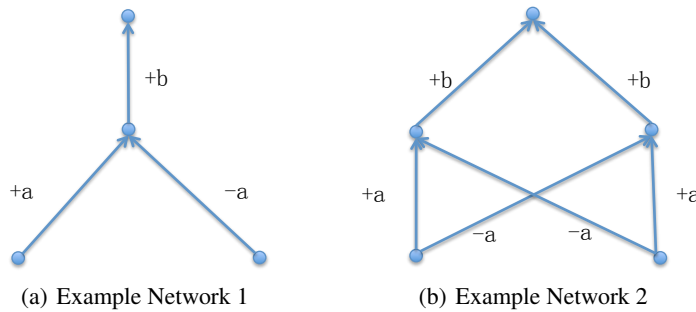 +b
+a
−a
(a) Example Network 1
+b
+b
+a
−a
−a
+a
(b) Example Network 2